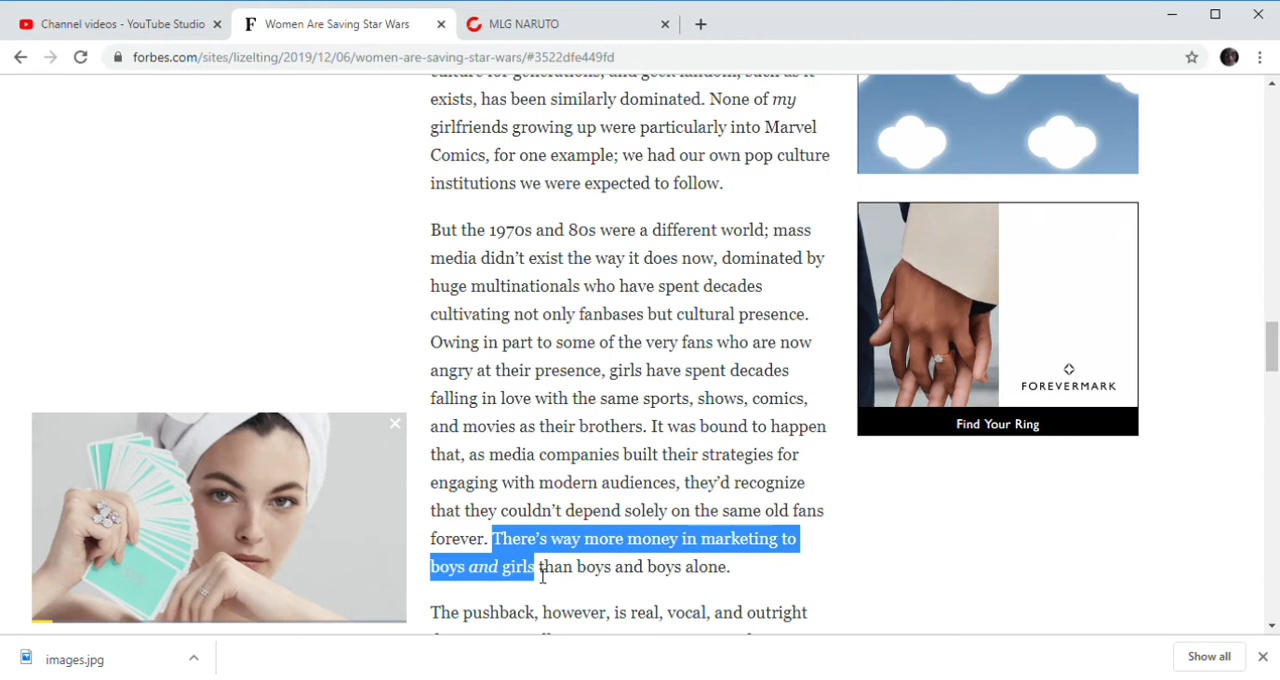 Channel videos - YouTube Studio
Women Are Saving Star Wars
MLG NARUTO
forbes.com/sites/lizelting/2019/12/06/women-are-saving-star-wars/#3522dfe449fd
exists, has been similarly dominated. None of my
girlfriends growing up were particularly into Marvel
Comics, for one example; we had our own pop culture
institutions we were expected to follow.
But the 1970s and 80s were a different world; mass
media didn’t exist the way it does now, dominated by
huge multinationals who have spent decades
cultivating not only fanbases but cultural presence.
Owing in part to some of the very fans who are now
angry at their presence, girls have spent decades
falling in love with the same sports, shows, comics,
and movies as their brothers. It was bound to happen
that, as media companies built their strategies for
engaging with modern audiences, they’d recognize
that they couldn’t depend solely on the same old fans
forever. There’s way more money in marketing to
boys and girls than boys and boys alone.
The pushback, however, is real, vocal, and outright
FOREVERMARK
Find Your Ring
images.jpg
Show all